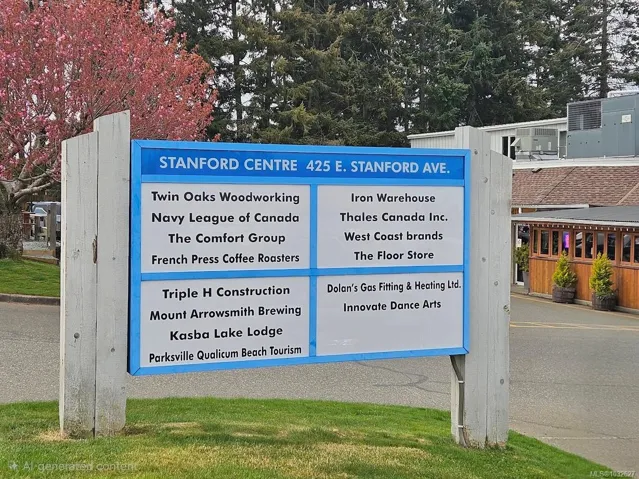 STANFORD CENTRE 425 E. STANFORD AVE.
Twin Oaks Woodworking
Navy League of Canada
The Comfort Group
French Press Coffee Roasters
Iron Warehouse
Thales Canada Inc.
West Coast brands
The Floor Store
Triple H Construction
Mount Arrowsmith Brewing
Kasba Lake Lodge
Parksville Qualicum Beach Tourism
Dolan's Gas Fitting & Heating Ltd.
Innovate Dance Arts
AI-generated content